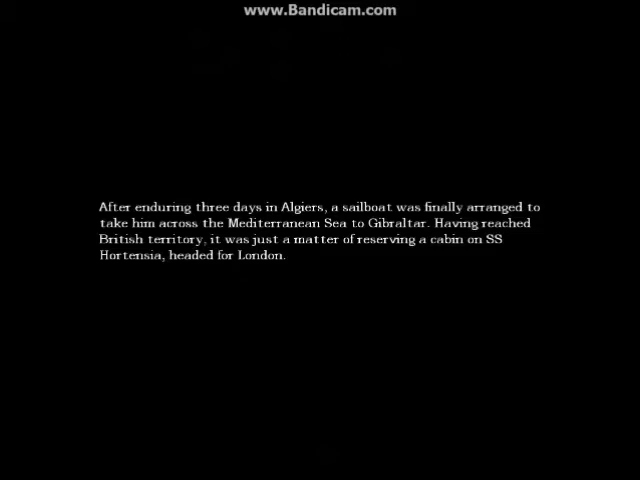 www.Bandicam.com
After enduring three days in Algiers, a sailboat was finally arranged to
take him across the Mediterranean Sea to Gibraltar. Having reached
British territory, it was just a matter of reserving a cabin on SS
Hortensia, headed for London.